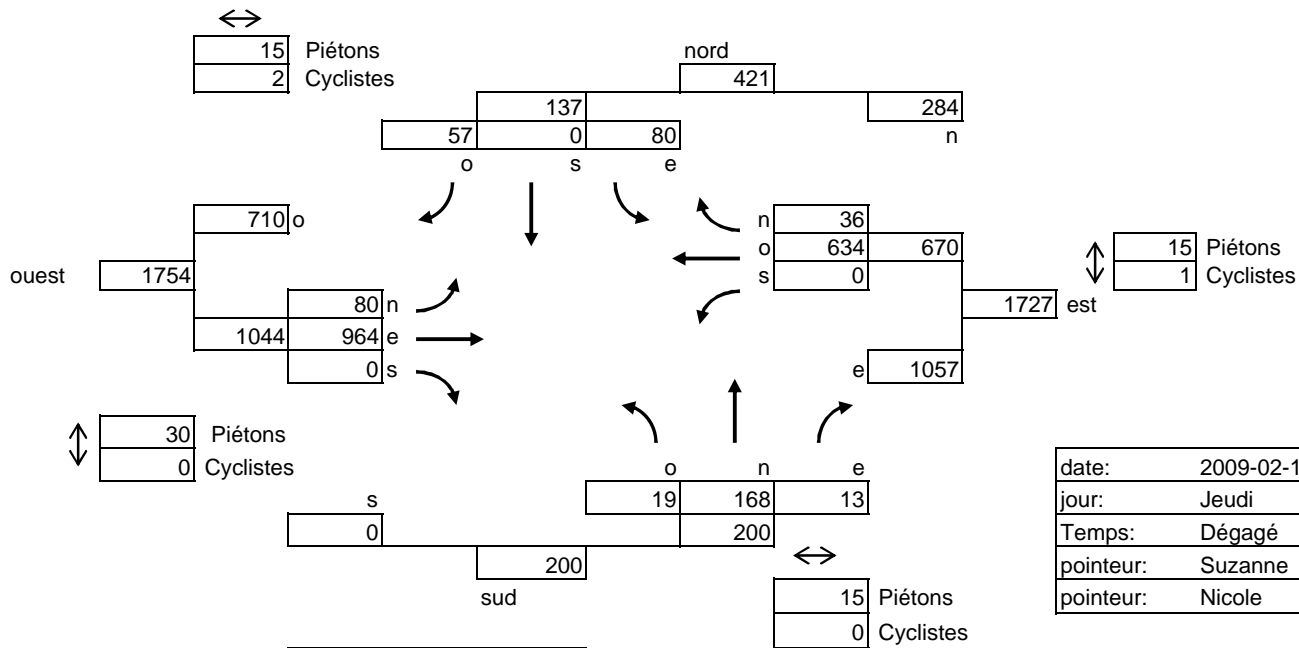 15 Piétons
nord
2 Cyclistes
421
137
284
57 0 80
n
o s e
710 o
n 36
o 634 670
15 Piétons
ouest 1754
s 0
1 Cyclistes
80 n
1727 est
1044 964 e
0 s
e 1057
30 Piétons
0 Cyclistes
o n e
date: 2009-02-1
s
19 168 13
jour: Jeudi
0
200
Temps: Dégagé
200
pointeur: Suzanne
sud
15 Piétons
pointeur: Nicole
0 Cyclistes